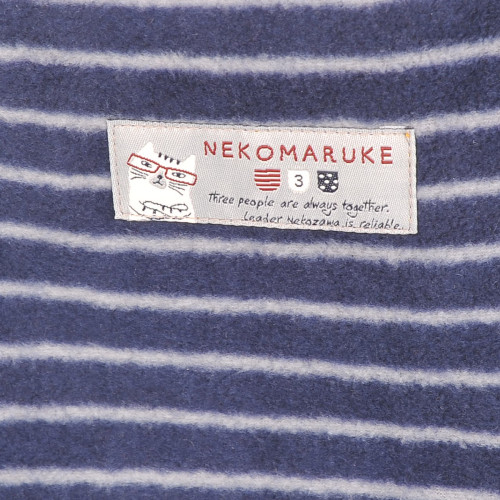 NEKOMARUKE
3
Three people are always together.
Leader Nekozawa is reliable.